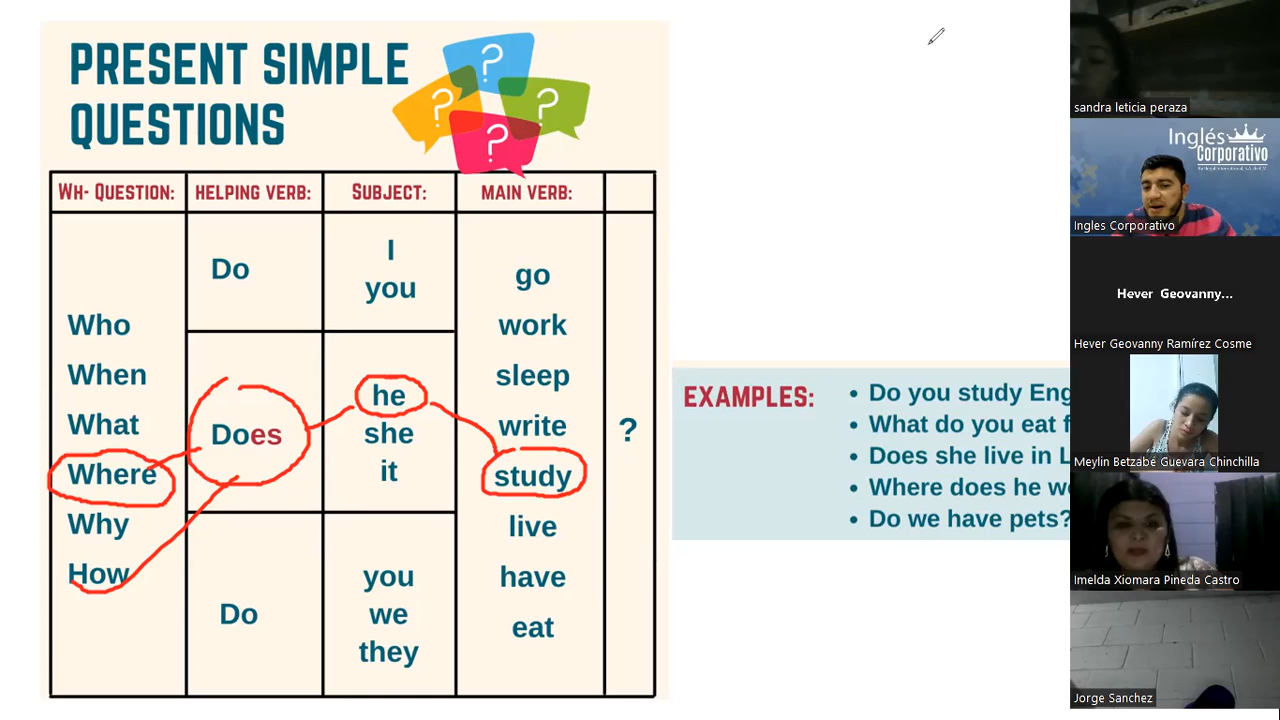 PRESENT SIMPLE
QUESTIONS
?
?
?
?
WH- QUESTION:
HELPING VERB:
SUBJECT:
MAIN VERB:
Who
When
What
Where
Why
How
Do
Does
Do
I
you
he
she
it
you
we
they
go
work
sleep
write
study
live
have
eat
?
EXAMPLES:
• Do you study Eng
• What do you eat f
• Does she live in L
• Where does he w
• Do we have pets?
sandra leticia peraza
Inglés
Corporativo
Ingles Corporativo
Hever Geovanny...
Hever Geovanny Ramírez Cosme
Meylin Betzabé Guevara Chinchilla
Imelda Xiomara Pineda Castro
Jorge Sanchez